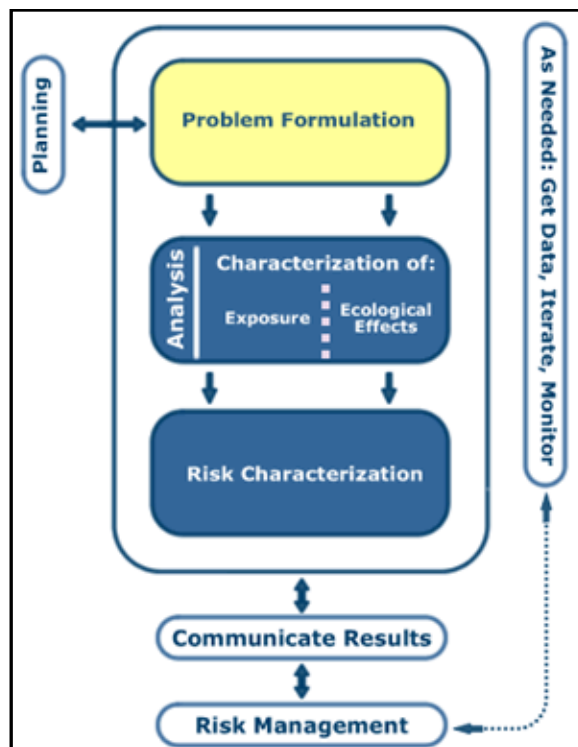 Planning
Problem Formulation
Analysis
Characterization of:
Exposure
Ecological
Effects
Risk Characterization
As Needed: Get Data, Iterate, Monitor
Communicate Results
Risk Management